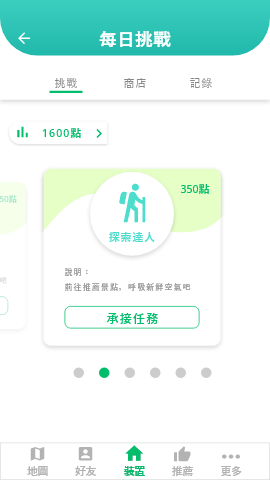 每日挑戰
挑戰 商店 記錄
1600點
50點
350點
探索達人
說明：
前往推薦景點，呼吸新鮮空氣吧
吧
承接任務
地圖 好友 裝置 推薦 更多